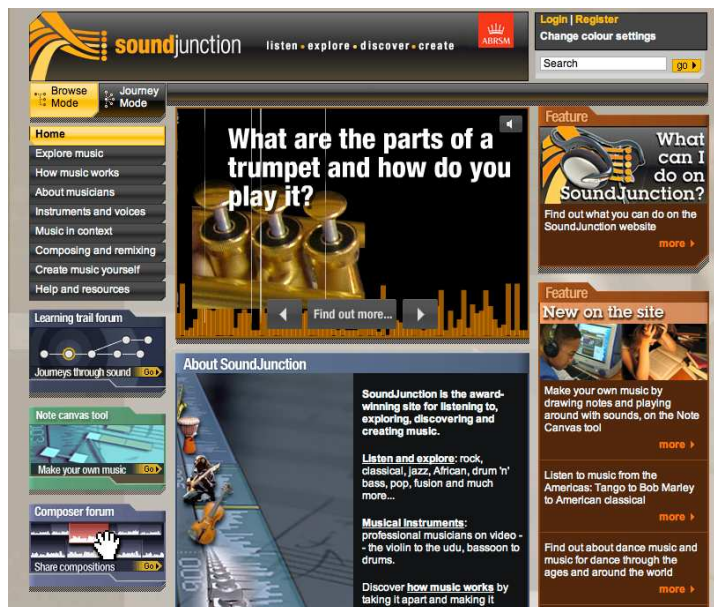 soundjunction
listen • explore • discover • create
ABRSM
Login | Register
Change colour settings
Search
go
Browse
Mode
Journey
Mode
Home
Explore music
How music works
About musicians
Instruments and voices
Music in context
Composing and remixing
Create music yourself
Help and resources
Learning trail forum
Journeys through sound Go
Note canvas tool
Make your own music Go
Composer forum
Share compositions Go
What are the parts of a
trumpet and how do you
play it?
Find out more...
About SoundJunction
SoundJunction is the award-
winning site for listening to,
exploring, discovering and
creating music.
Listen and explore: rock,
classical, jazz, African, drum 'n'
bass, pop, fusion and much
more...
Musical Instruments:
professional musicians on video -
- the violin to the udu, bassoon to
drums.
Discover how music works by
taking it apart and making it
Feature
What
can I
do on
SoundJunction?
Find out what you can do on the
SoundJunction website
more
Feature
New on the site
Make your own music by
drawing notes and playing
around with sounds, on the Note
Canvas tool
more
Listen to music from the
Americas: Tango to Bob Marley
to American classical
more
Find out about dance music and
music for dance through the
ages and around the world
more